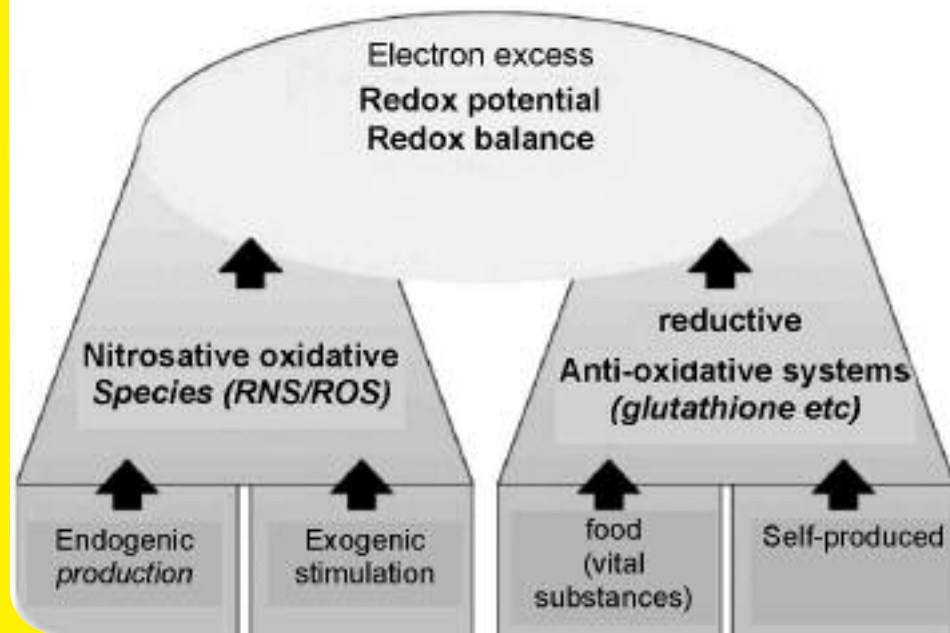 Electron excess
Redox potential
Redox balance
Nitrosative oxidative
Species (RNS/ROS)
reductive
Anti-oxidative systems
(glutathione etc)
Endogenic
production
Exogenic
stimulation
food
(vital
substances)
Self-produced